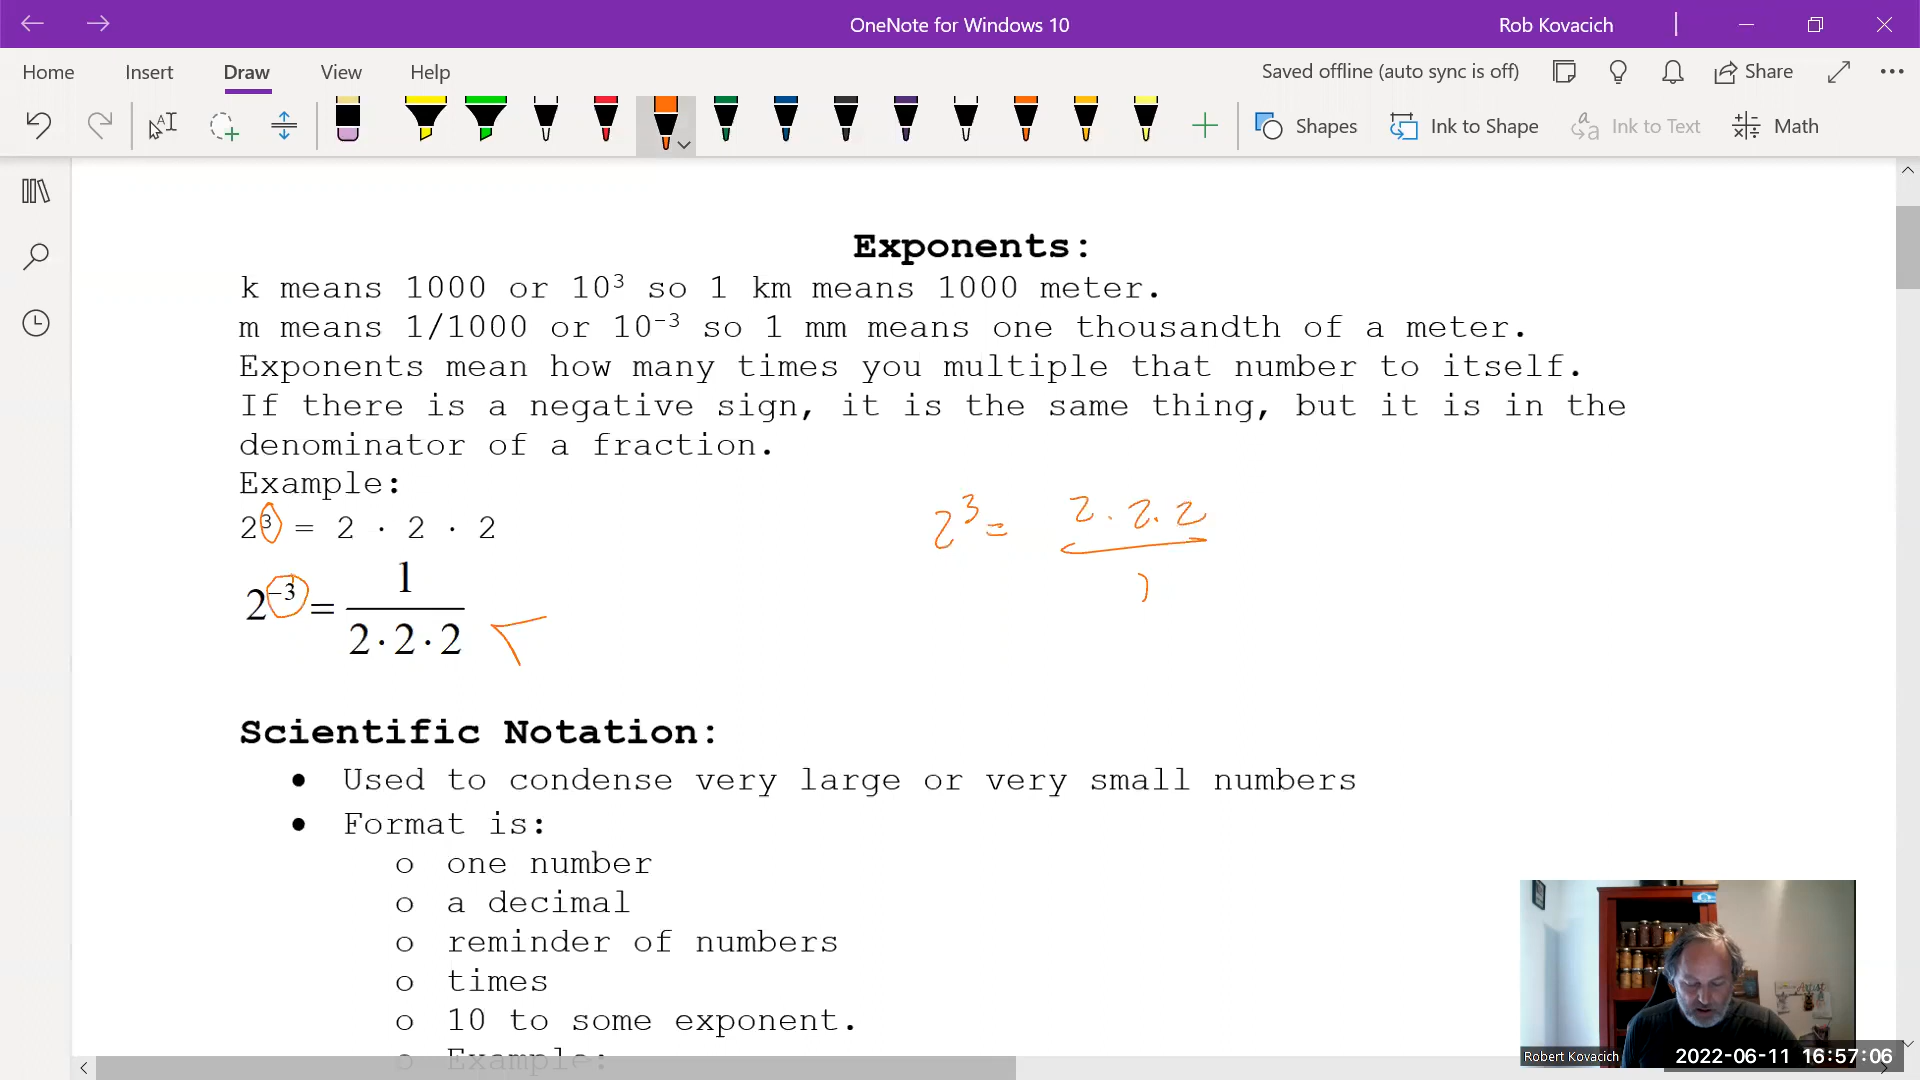 OneNote for Windows 10
Rob Kovacich
Home Insert Draw View Help
Saved offline (auto sync is off)
Share
Shapes
Ink to Shape
Ink to Text
Math
Exponents:
k means 1000 or 10³ so 1 km means 1000 meter.
m means 1/1000 or 10⁻³ so 1 mm means one thousandth of a meter.
Exponents mean how many times you multiple that number to itself.
If there is a negative sign, it is the same thing, but it is in the
denominator of a fraction.
Example:
2³ = 2 · 2 · 2
2³ = 2 · 2 · 2
1
1
2⁻³ =
2 · 2 · 2
Scientific Notation:
• Used to condense very large or very small numbers
• Format is:
o one number
o a decimal
o reminder of numbers
o times
o 10 to some exponent.
o Example:
Robert Kovacich
2022-06-11 16:57:06